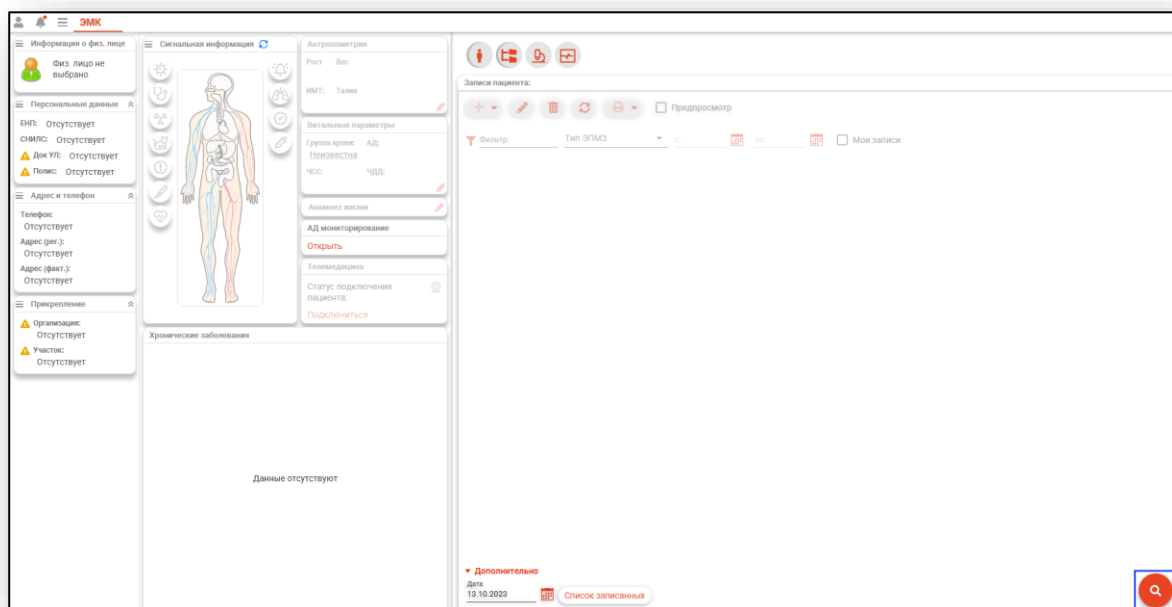 ЭМК
Информация о физ. лице
Физ. лицо не
выбрано
Персональные данные
ЕНП: Отсутствует
СНИЛС: Отсутствует
Док УЛ: Отсутствует
Полис: Отсутствует
Адрес и телефон
Телефон:
Отсутствует
Адрес (рег.):
Отсутствует
Адрес (факт.):
Отсутствует
Прикрепление
Организация:
Отсутствует
Участок:
Отсутствует
Сигнальная информация
Антропометрия
Рост Вес
ИМТ: Талия
Витальные параметры
Группа крови: АД:
Неизвестна
ЧСС: ЧДД:
Анамнез жизни
АД мониторирование
Открыть
Телемедицина
Статус подключения
пациента:
Подключиться
Хронические заболевания
Данные отсутствуют
Записи пациента:
Предпросмотр
Фильтр: Тип ЭПМЗ с: по: Мои записи
Дополнительно
Дата
13.10.2023 Список записанных